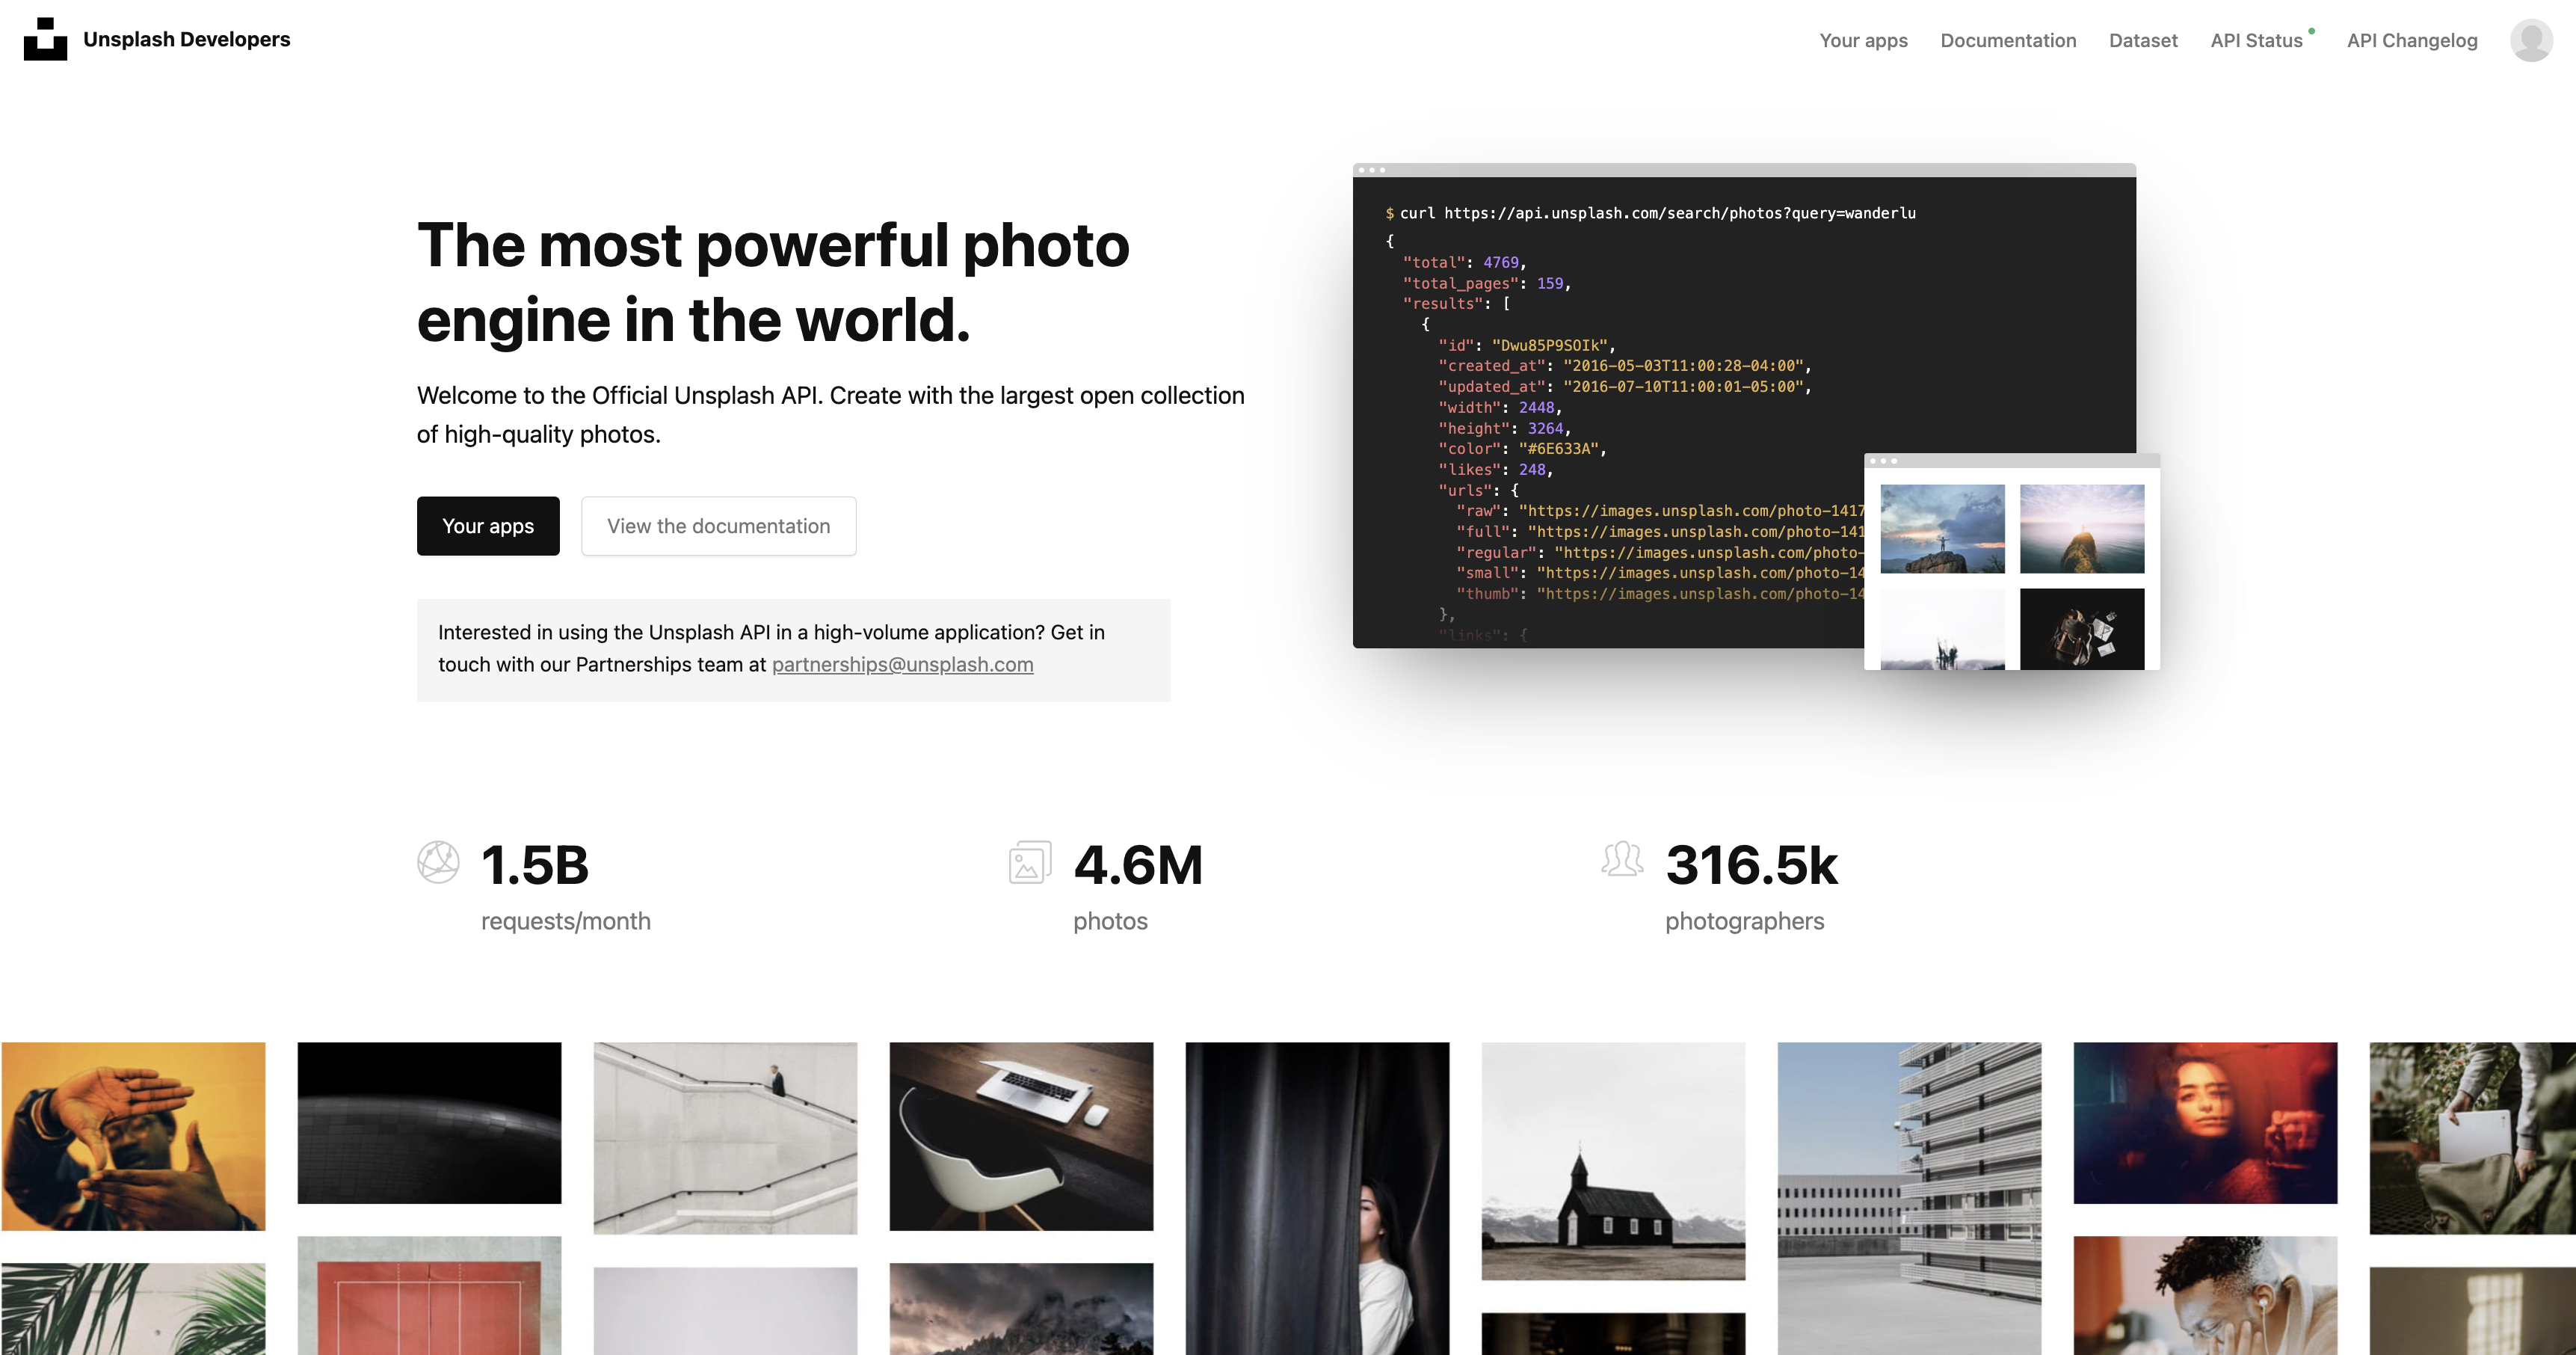 Unsplash Developers
Your apps
Documentation
Dataset
API Status
API Changelog
The most powerful photo
engine in the world.
Welcome to the Official Unsplash API. Create with the largest open collection
of high-quality photos.
Your apps
View the documentation
Interested in using the Unsplash API in a high-volume application? Get in
touch with our Partnerships team at partnerships@unsplash.com
$ curl https://api.unsplash.com/search/photos?query=wanderlu
{
"total": 4769,
"total_pages": 159,
"results": [
{
"id": "Dwu85P9SOIk",
"created_at": "2016-05-03T11:00:28-04:00",
"updated_at": "2016-07-10T11:00:01-05:00",
"width": 2448,
"height": 3264,
"color": "#6E633A",
"likes": 248,
"urls": {
"raw": "https://images.unsplash.com/photo-1417
"full": "https://images.unsplash.com/photo-141
"regular": "https://images.unsplash.com/photo-
"small": "https://images.unsplash.com/photo-14
"thumb": "https://images.unsplash.com/photo-14
},
"links": {
1.5B
requests/month
4.6M
photos
316.5k
photographers